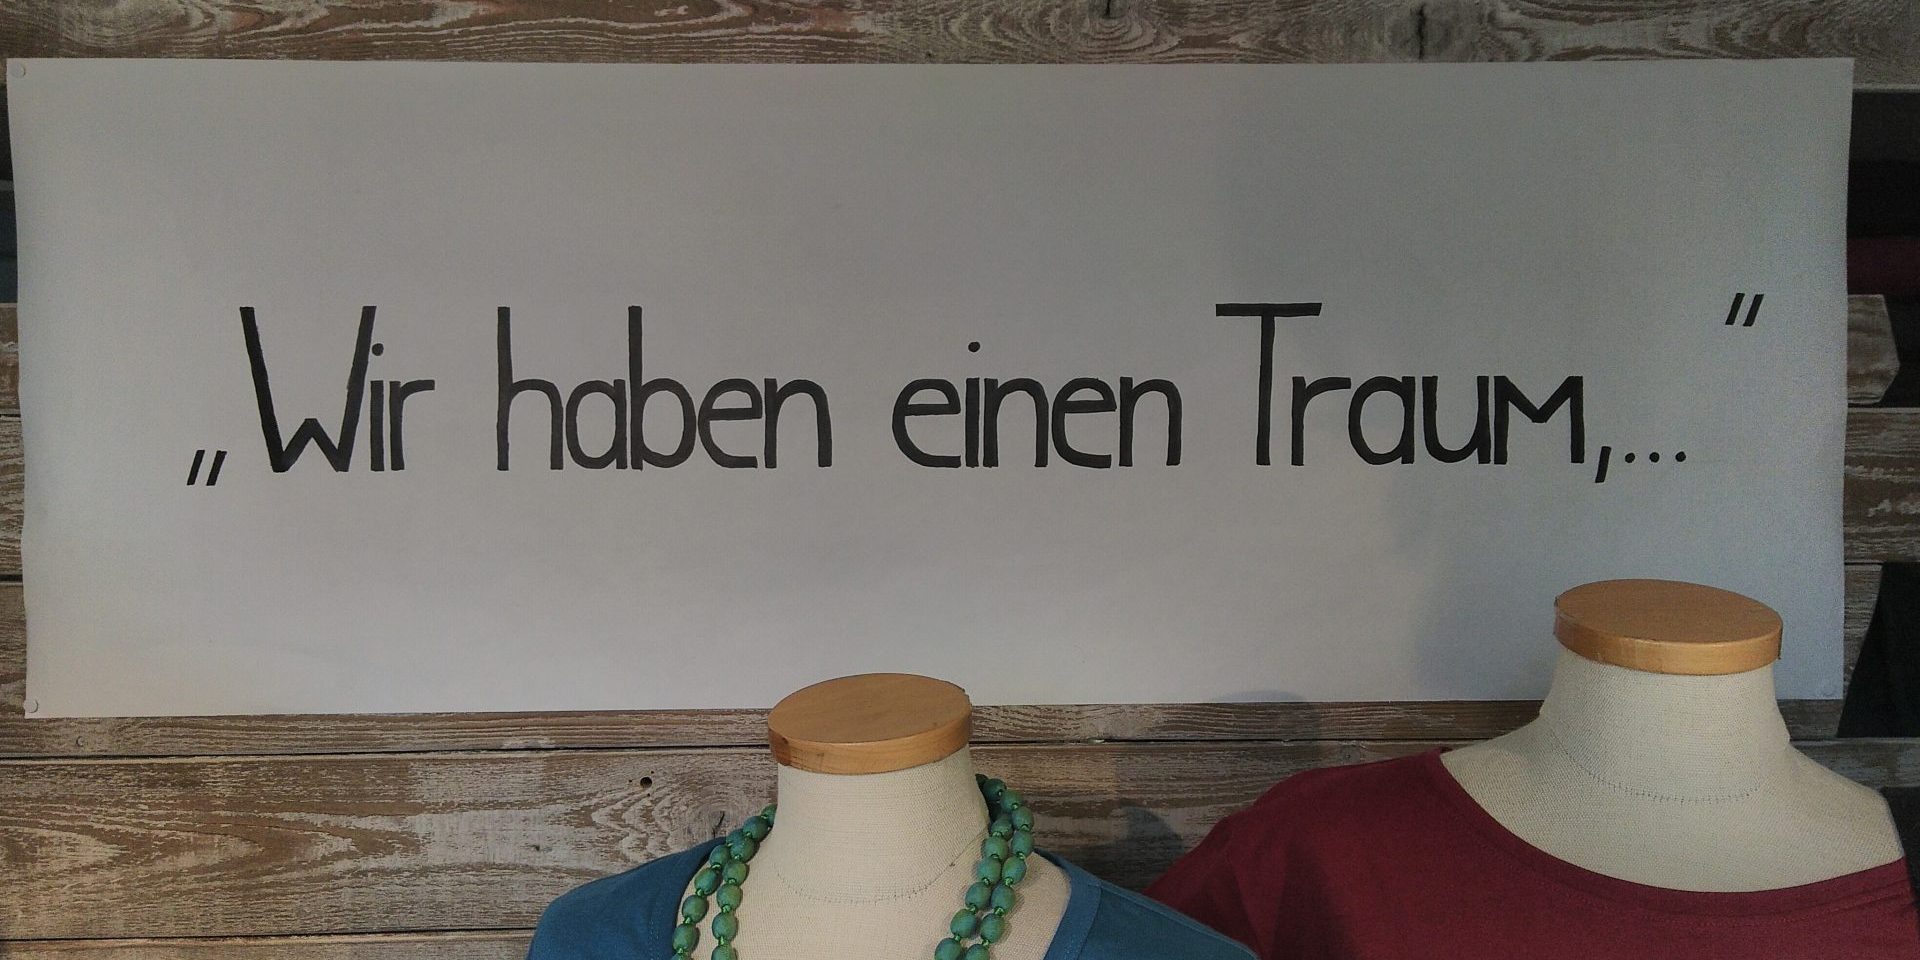 „Wir haben einen Traum,... “